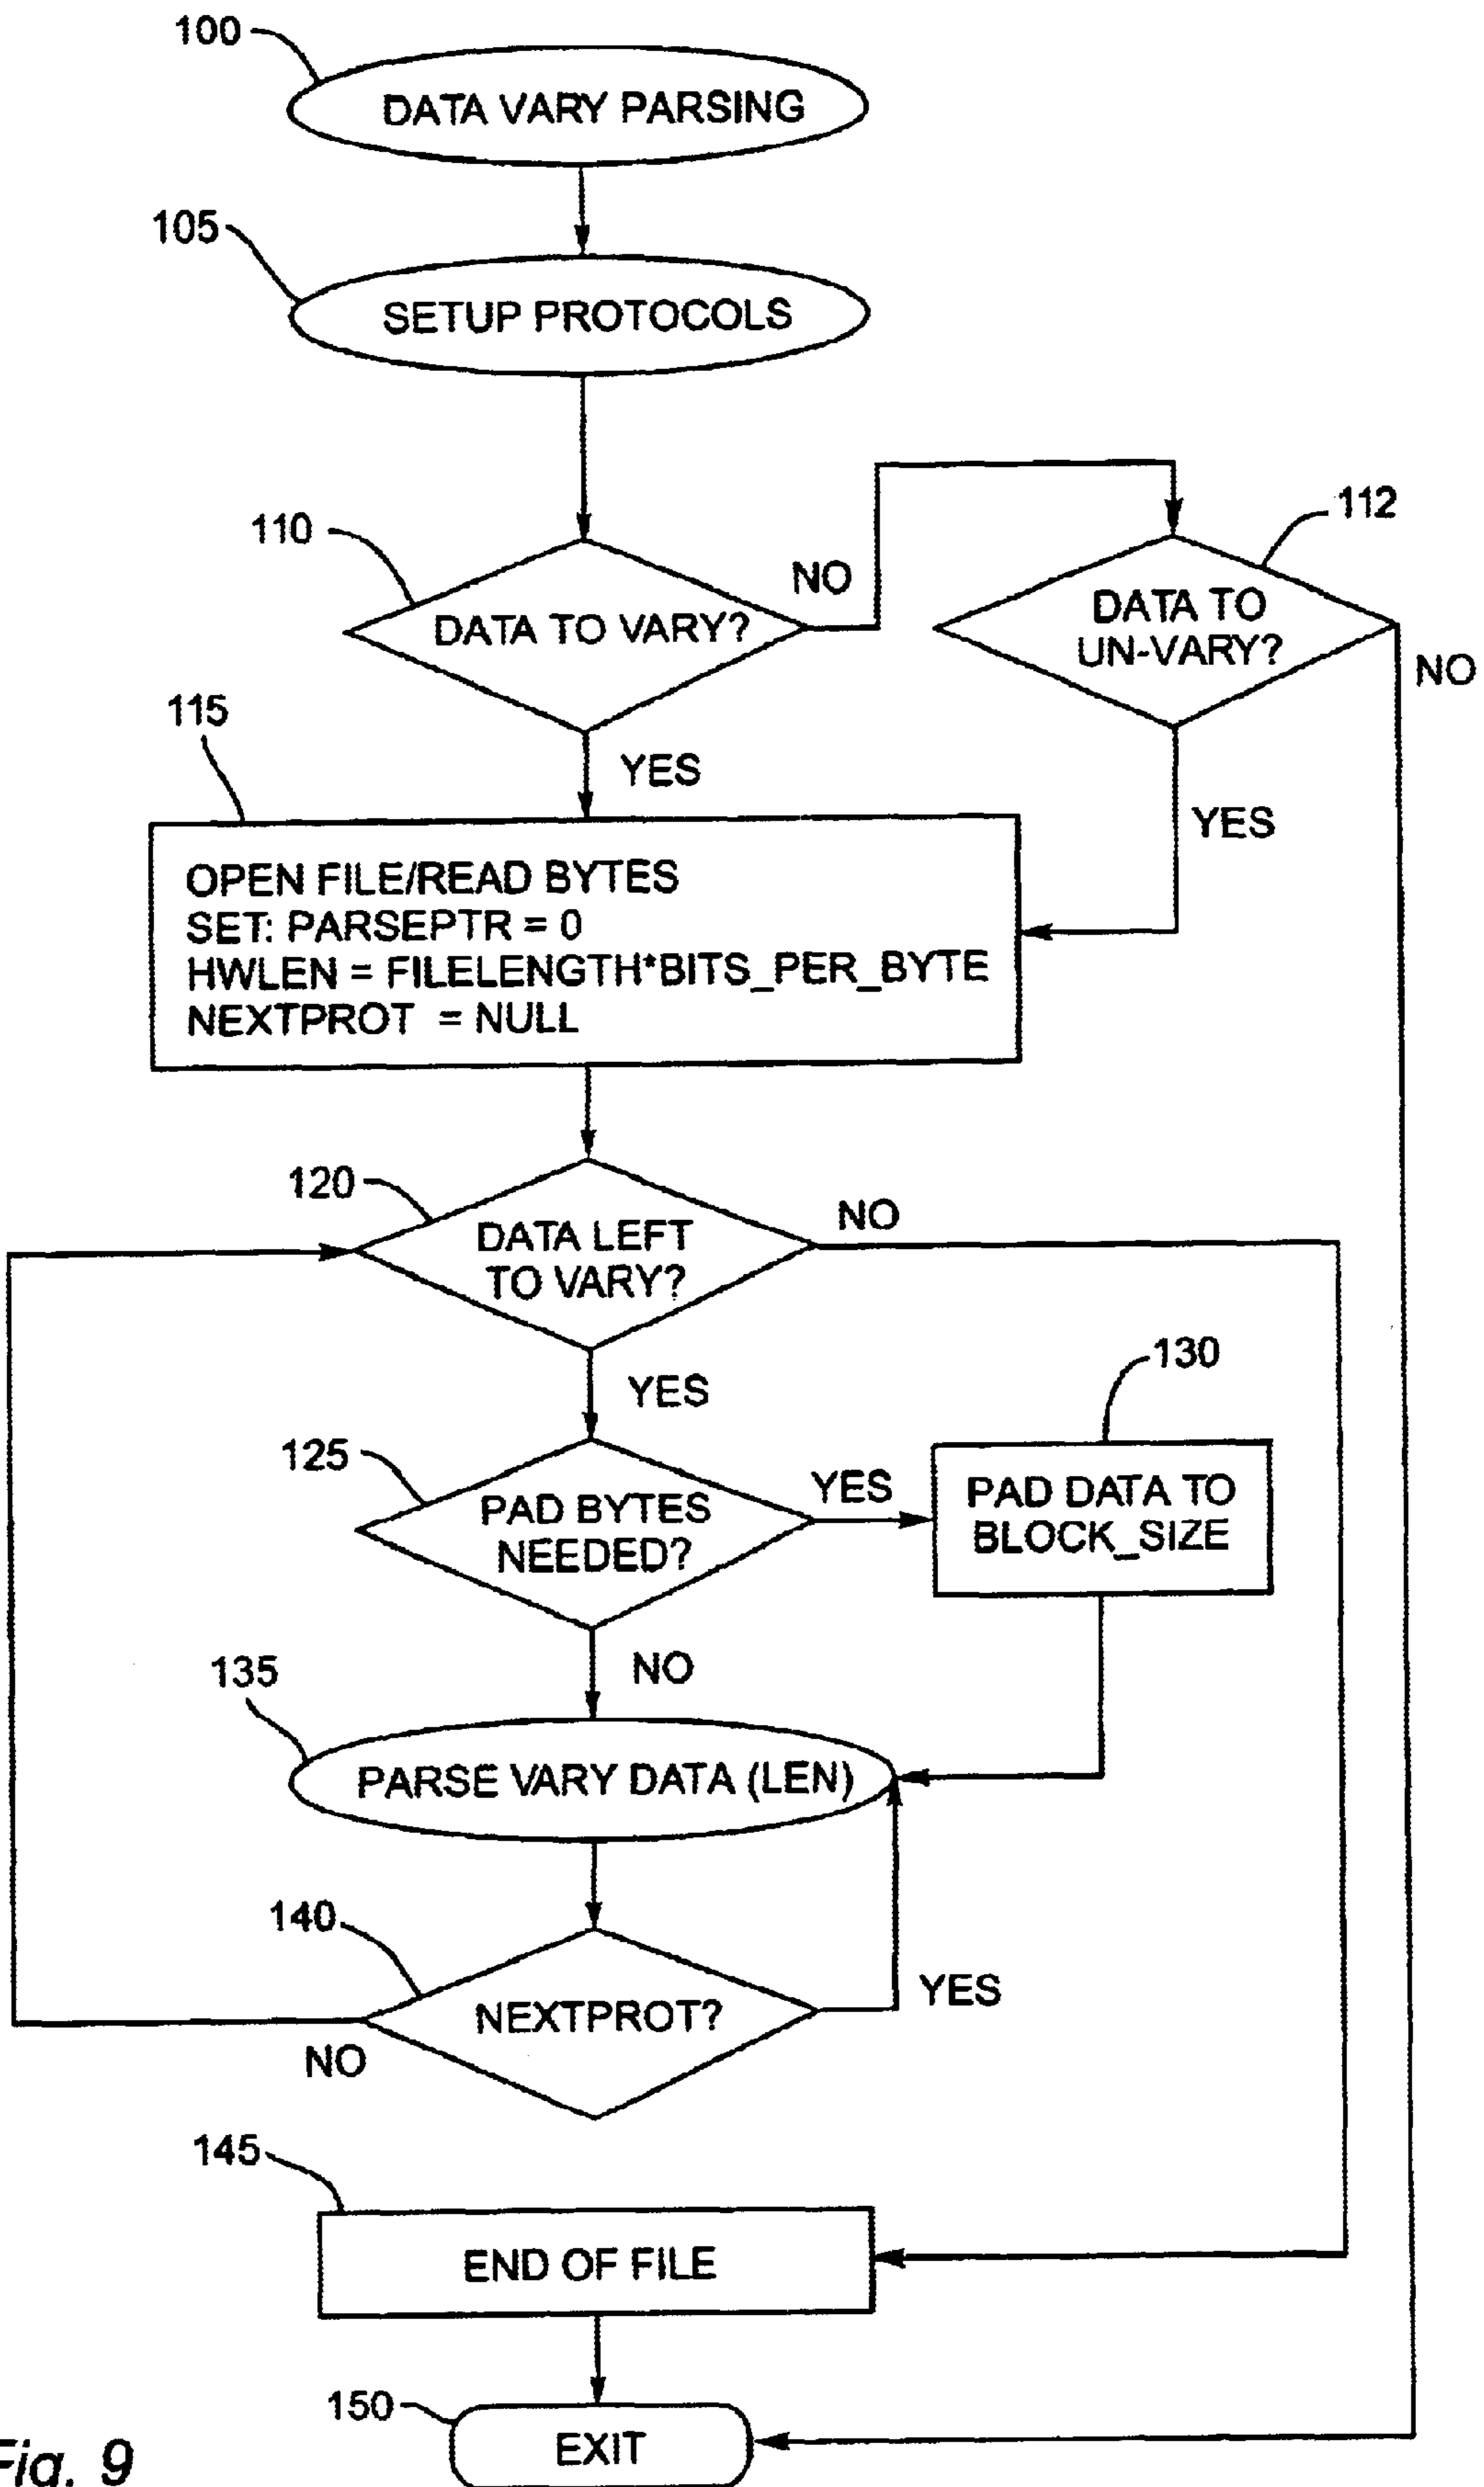 100
DATA VARY PARSING
105
SETUP PROTOCOLS
110
DATA TO VARY?
NO
112
DATA TO
UN-VARY?
NO
YES
YES
115
OPEN FILE/READ BYTES
SET: PARSEPTR = 0
HWLEN = FILELENGTH*BITS_PER_BYTE
NEXTPROT = NULL
120
DATA LEFT
TO VARY?
NO
YES
125
PAD BYTES
NEEDED?
YES
130
PAD DATA TO
BLOCK_SIZE
NO
135
PARSE VARY DATA (LEN)
140
NEXTPROT?
YES
NO
145
END OF FILE
150
EXIT
Fig. 9